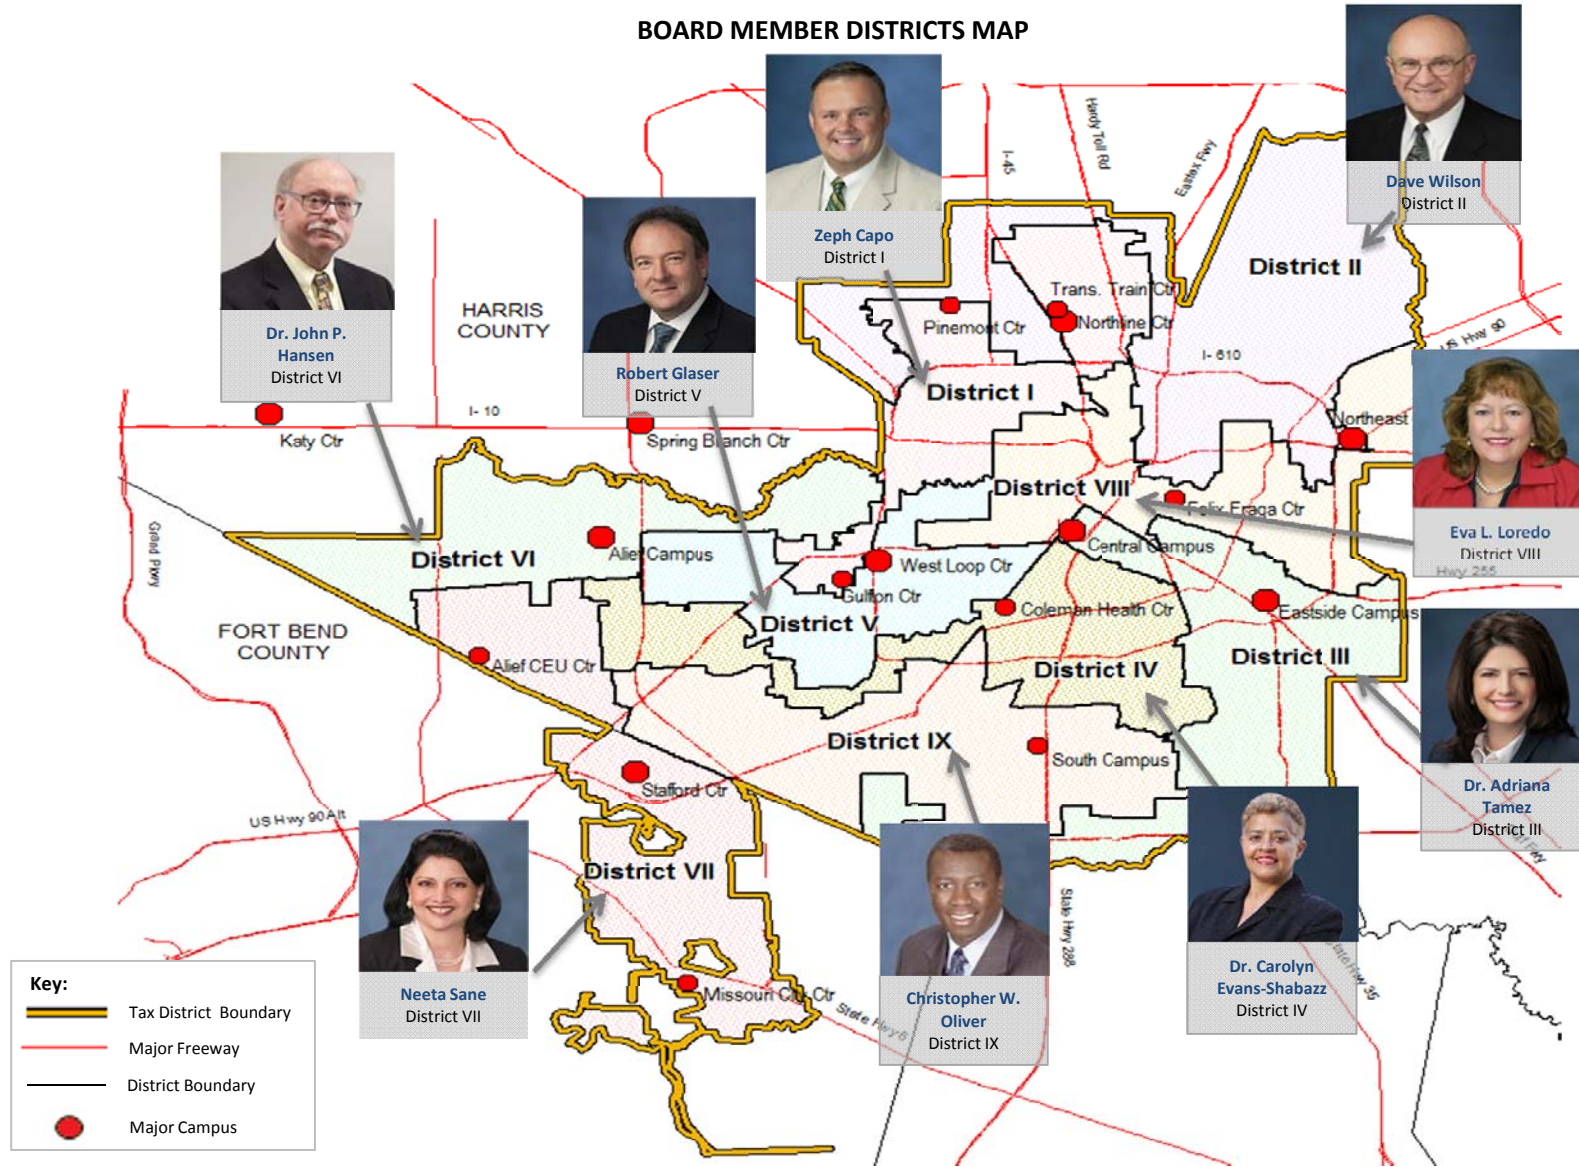 BOARD MEMBER DISTRICTS MAP
Dave Wilson
District II
Zeph Capo
District I
Dr. John P.
Hansen
District VI
Robert Glaser
District V
Eva L. Loredo
District VIII
Dr. Adriana
Tamez
District III
Dr. Carolyn
Evans-Shabazz
District IV
Christopher W.
Oliver
District IX
Neeta Sane
District VII
HARRIS
COUNTY
FORT BEND
COUNTY
I-45
Hardy Toll Rd
Eastex Fwy
US Hwy 90
I- 610
I- 10
Grand Pkwy
US Hwy 90 Alt
State Hwy 288
State Hwy 6
State Hwy 35
Hwy 255
Fwy
District II
District I
District VIII
District VI
District V
District IV
District III
District IX
District VII
Trans. Train Ctr
Pinemont Ctr
Northline Ctr
Northeast
Katy Ctr
Spring Branch Ctr
Felix Fraga Ctr
Central Campus
Alief Campus
West Loop Ctr
Gulfton Ctr
Coleman Health Ctr
Eastside Campus
Alief CEU Ctr
South Campus
Stafford Ctr
Missouri City Ctr
Key:
Tax District Boundary
Major Freeway
District Boundary
Major Campus